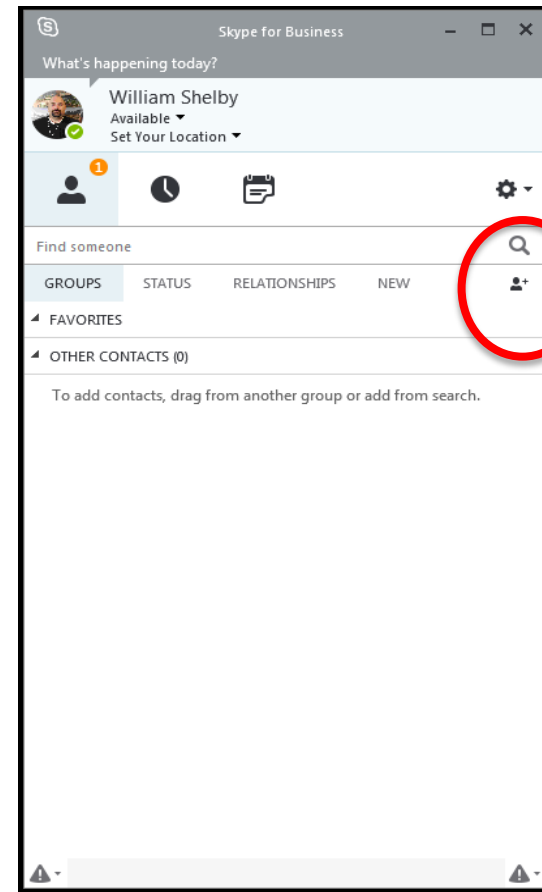 Skype for Business
What's happening today?
William Shelby
Available
Set Your Location
1
Find someone
GROUPS STATUS RELATIONSHIPS NEW
FAVORITES
OTHER CONTACTS (0)
To add contacts, drag from another group or add from search.